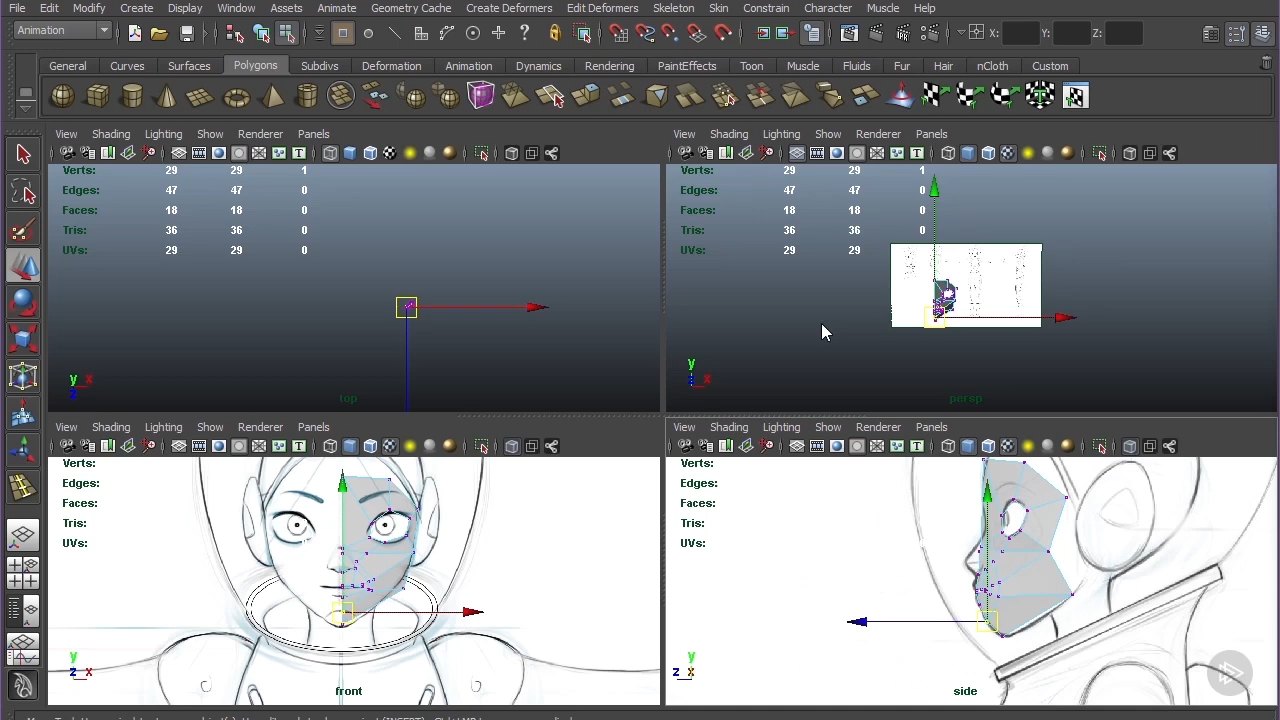 File Edit Modify Create Display Window Assets Animate Geometry Cache Create Deformers Edit Deformers Skeleton Skin Constrain Character Muscle Help
Animation X: Y: Z:
General Curves Surfaces Polygons Subdivs Deformation Animation Dynamics Rendering PaintEffects Toon Muscle Fluids Fur Hair nCloth Custom
View Shading Lighting Show Renderer Panels
Verts: 29 29 1
Edges: 47 47 0
Faces: 18 18 0
Tris: 36 36 0
UVs: 29 29 0
y x
z
top
View Shading Lighting Show Renderer Panels
Verts: 29 29 1
Edges: 47 47 0
Faces: 18 18 0
Tris: 36 36 0
UVs: 29 29 0
y
z x
persp
View Shading Lighting Show Renderer Panels
Verts:
Edges:
Faces:
Tris:
UVs:
y
z x
front
View Shading Lighting Show Renderer Panels
Verts:
Edges:
Faces:
Tris:
UVs:
y
z x
side